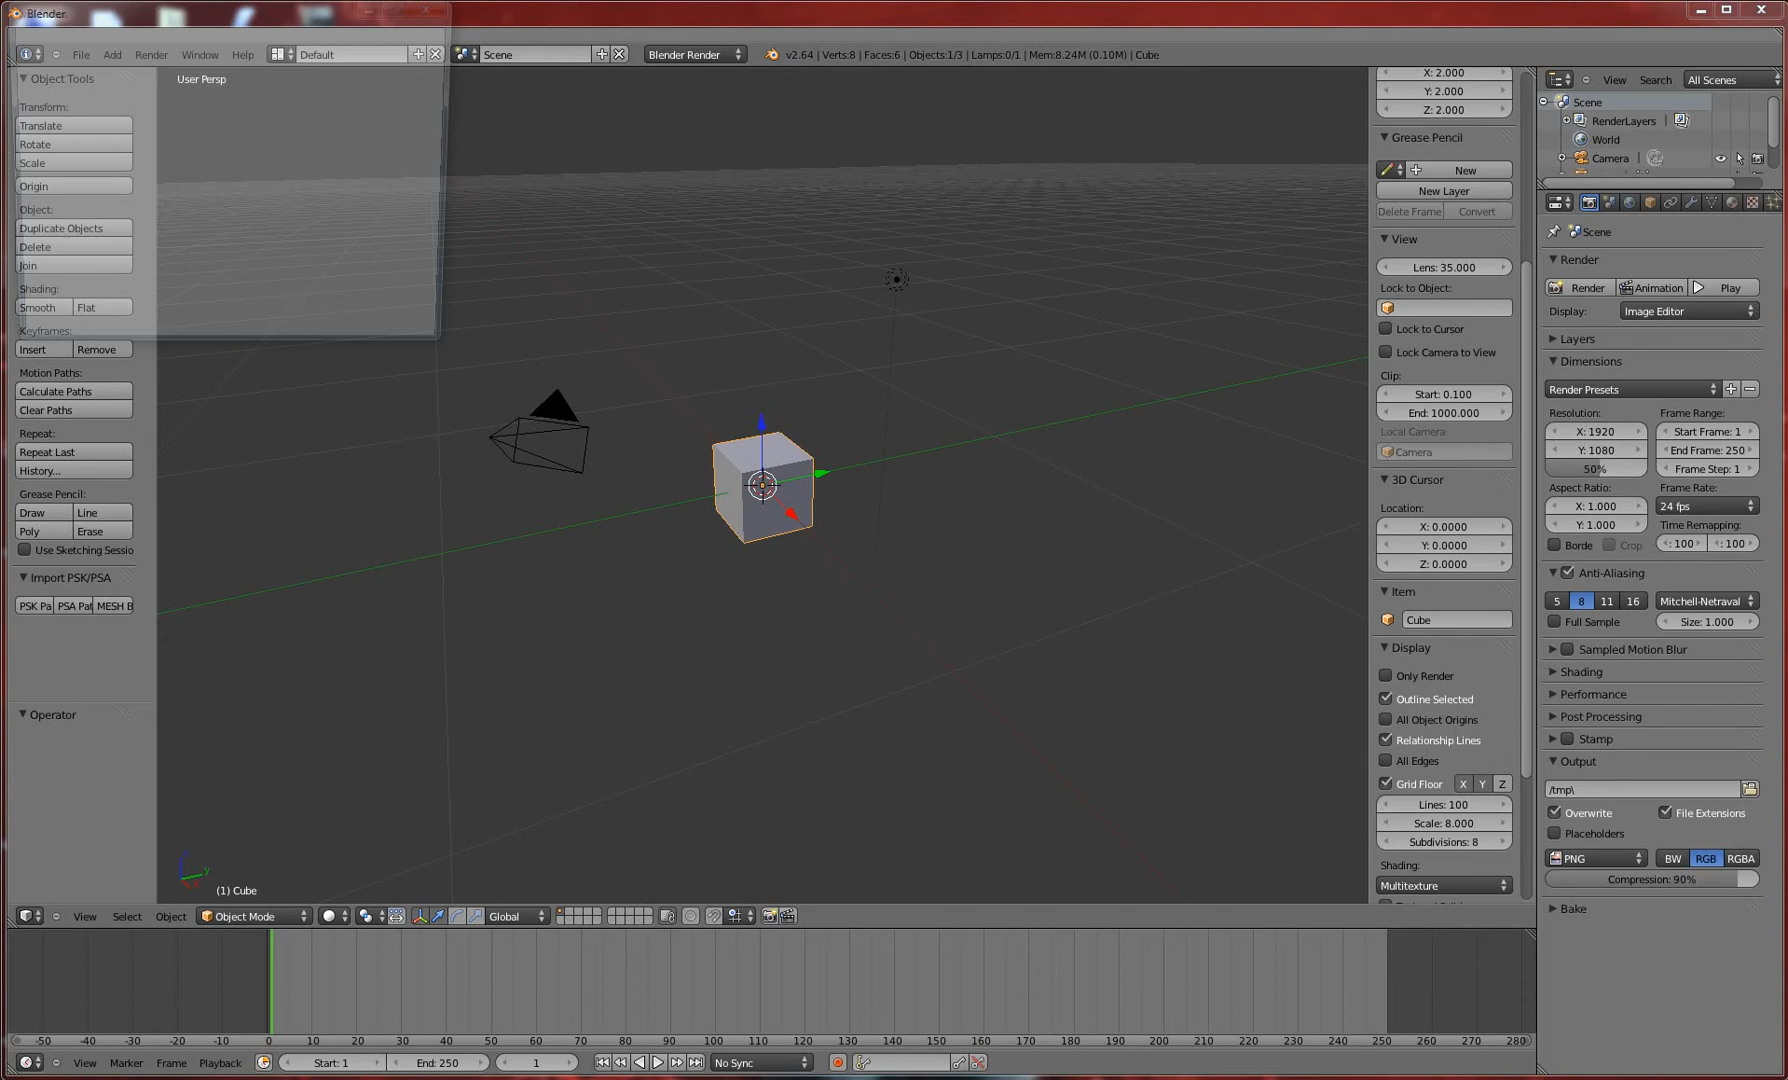 Blender
File Add Render Window Help Default Scene Blender Render v2.64 | Verts:8 | Faces:6 | Objects:1/3 | Lamps:0/1 | Mem:8.24M (0.10M) | Cube
Object Tools
Transform:
Translate
Rotate
Scale
Origin
Object:
Duplicate Objects
Delete
Join
Shading:
Smooth Flat
Keyframes:
Insert Remove
Motion Paths:
Calculate Paths
Clear Paths
Repeat:
Repeat Last
History...
Grease Pencil:
Draw Line
Poly Erase
Use Sketching Sessio
Import PSK/PSA
PSK Pa PSA Pat MESH B
Operator
User Persp
(1) Cube
X: 2.000
Y: 2.000
Z: 2.000
Grease Pencil
New
New Layer
Delete Frame Convert
View
Lens: 35.000
Lock to Object:
Lock to Cursor
Lock Camera to View
Clip:
Start: 0.100
End: 1000.000
Local Camera:
Camera
3D Cursor
Location:
X: 0.0000
Y: 0.0000
Z: 0.0000
Item
Cube
Display
Only Render
Outline Selected
All Object Origins
Relationship Lines
All Edges
Grid Floor X Y Z
Lines: 100
Scale: 8.000
Subdivisions: 8
Shading:
Multitexture
View Search All Scenes
Scene
RenderLayers |
World
Camera |
Scene
Render
Render Animation Play
Display: Image Editor
Layers
Dimensions
Render Presets
Resolution: Frame Range:
X: 1920 Start Frame: 1
Y: 1080 End Frame: 250
50% Frame Step: 1
Aspect Ratio: Frame Rate:
X: 1.000 24 fps
Y: 1.000 Time Remapping:
Borde Crop : 100 : 100
Anti-Aliasing
5 8 11 16 Mitchell-Netraval
Full Sample Size: 1.000
Sampled Motion Blur
Shading
Performance
Post Processing
Stamp
Output
/tmp\
Overwrite File Extensions
Placeholders
PNG BW RGB RGBA
Compression: 90%
Bake
View Select Object Object Mode Global
-50 -40 -30 -20 -10 0 10 20 30 40 50 60 70 80 90 100 110 120 130 140 150 160 170 180 190 200 210 220 230 240 250 260 270 280
View Marker Frame Playback Start: 1 End: 250 1 No Sync
z
y